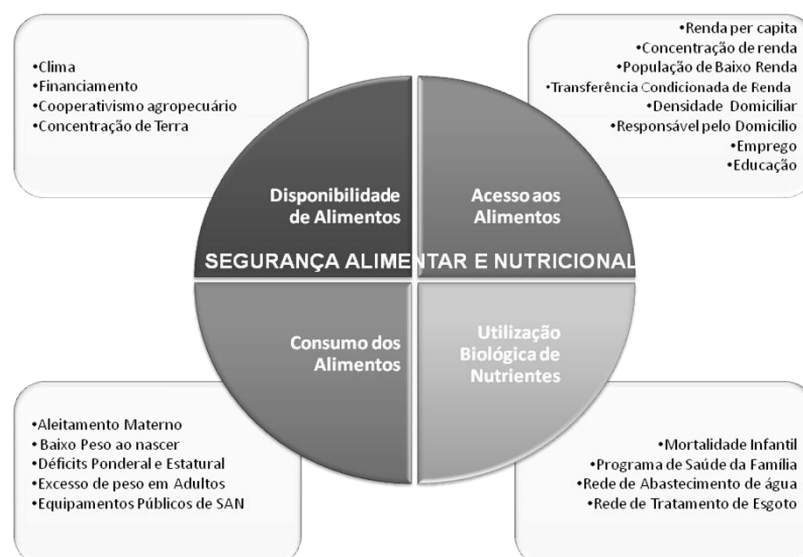 •Clima
•Financiamento
•Cooperativismo agropecuário
•Concentração de Terra
•Renda per capita
•Concentração de renda
•População de Baixo Renda
•Transferência Condicionada de Renda
•Densidade Domiciliar
•Responsável pelo Domicilio
•Emprego
•Educação
Disponibilidade
de Alimentos
Acesso aos
Alimentos
SEGURANÇA ALIMENTAR E NUTRICIONAL
Consumo dos
Alimentos
Utilização
Biológica de
Nutrientes
•Aleitamento Materno
•Baixo Peso ao nascer
•Déficits Ponderal e Estatural
•Excesso de peso em Adultos
•Equipamentos Públicos de SAN
•Mortalidade Infantil
•Programa de Saúde da Família
•Rede de Abastecimento de água
•Rede de Tratamento de Esgoto